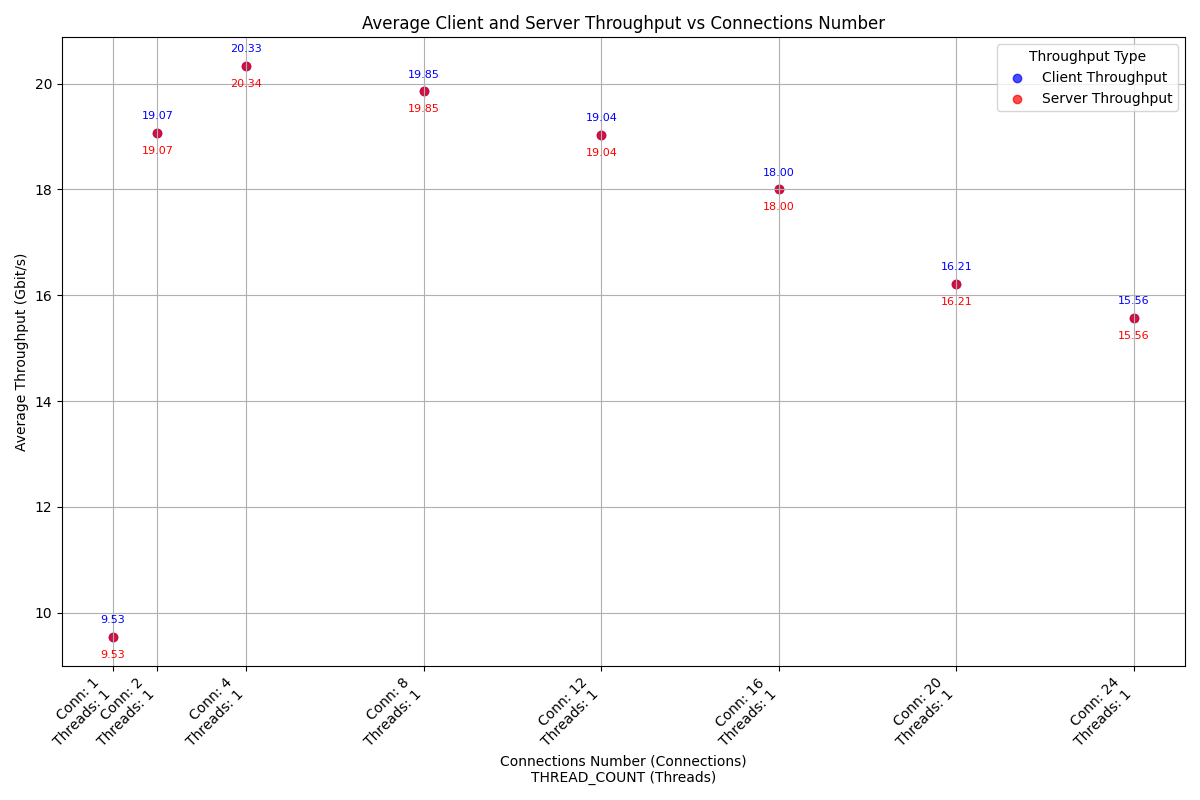 Average Client and Server Throughput vs Connections Number
Throughput Type
Client Throughput
Server Throughput
Average Throughput (Gbit/s)
20
18
16
14
12
10
9.53
9.53
19.07
19.07
20.33
20.34
19.85
19.85
19.04
19.04
18.00
18.00
16.21
16.21
15.56
15.56
Conn: 1
Threads: 1
Conn: 2
Threads: 1
Conn: 4
Threads: 1
Conn: 8
Threads: 1
Conn: 12
Threads: 1
Conn: 16
Threads: 1
Conn: 20
Threads: 1
Conn: 24
Threads: 1
Connections Number (Connections)
THREAD_COUNT (Threads)